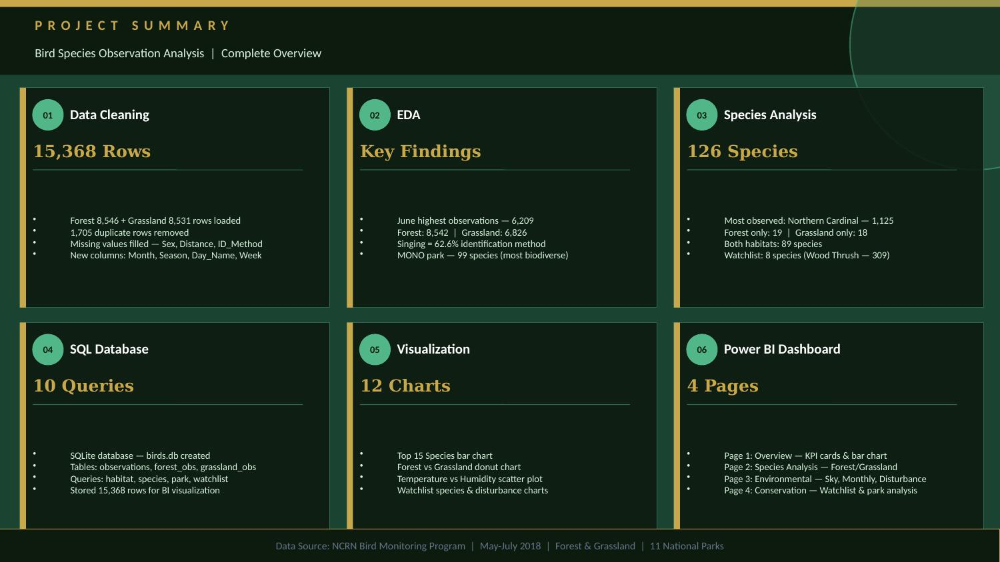 PROJECT SUMMARY
Bird Species Observation Analysis | Complete Overview
01 Data Cleaning
15,368 Rows
• Forest 8,546 + Grassland 8,531 rows loaded
• 1,705 duplicate rows removed
• Missing values filled — Sex, Distance, ID_Method
• New columns: Month, Season, Day_Name, Week
02 EDA
Key Findings
• June highest observations — 6,209
• Forest: 8,542 | Grassland: 6,826
• Singing = 62.6% identification method
• MONO park — 99 species (most biodiverse)
03 Species Analysis
126 Species
• Most observed: Northern Cardinal — 1,125
• Forest only: 19 | Grassland only: 18
• Both habitats: 89 species
• Watchlist: 8 species (Wood Thrush — 309)
04 SQL Database
10 Queries
• SQLite database — birds.db created
• Tables: observations, forest_obs, grassland_obs
• Queries: habitat, species, park, watchlist
• Stored 15,368 rows for BI visualization
05 Visualization
12 Charts
• Top 15 Species bar chart
• Forest vs Grassland donut chart
• Temperature vs Humidity scatter plot
• Watchlist species & disturbance charts
06 Power BI Dashboard
4 Pages
• Page 1: Overview — KPI cards & bar chart
• Page 2: Species Analysis — Forest/Grassland
• Page 3: Environmental — Sky, Monthly, Disturbance
• Page 4: Conservation — Watchlist & park analysis
Data Source: NCRN Bird Monitoring Program | May-July 2018 | Forest & Grassland | 11 National Parks